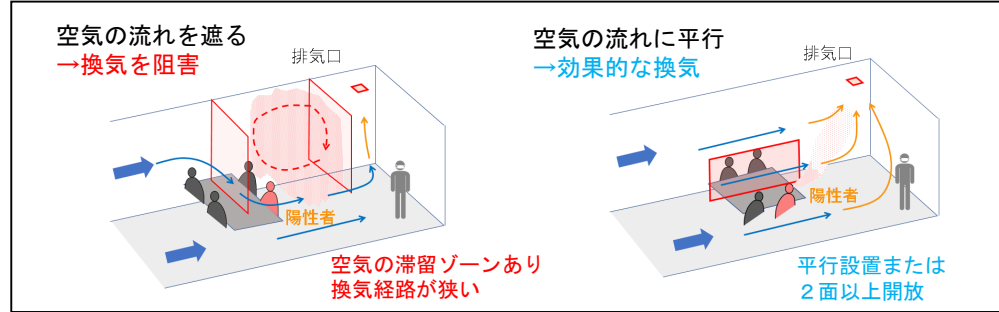 空気の流れを遮る
→換気を阻害
排気口
陽性者
空気の滞留ゾーンあり
換気経路が狭い
空気の流れに平行
→効果的な換気
排気口
陽性者
平行設置または
２面以上開放